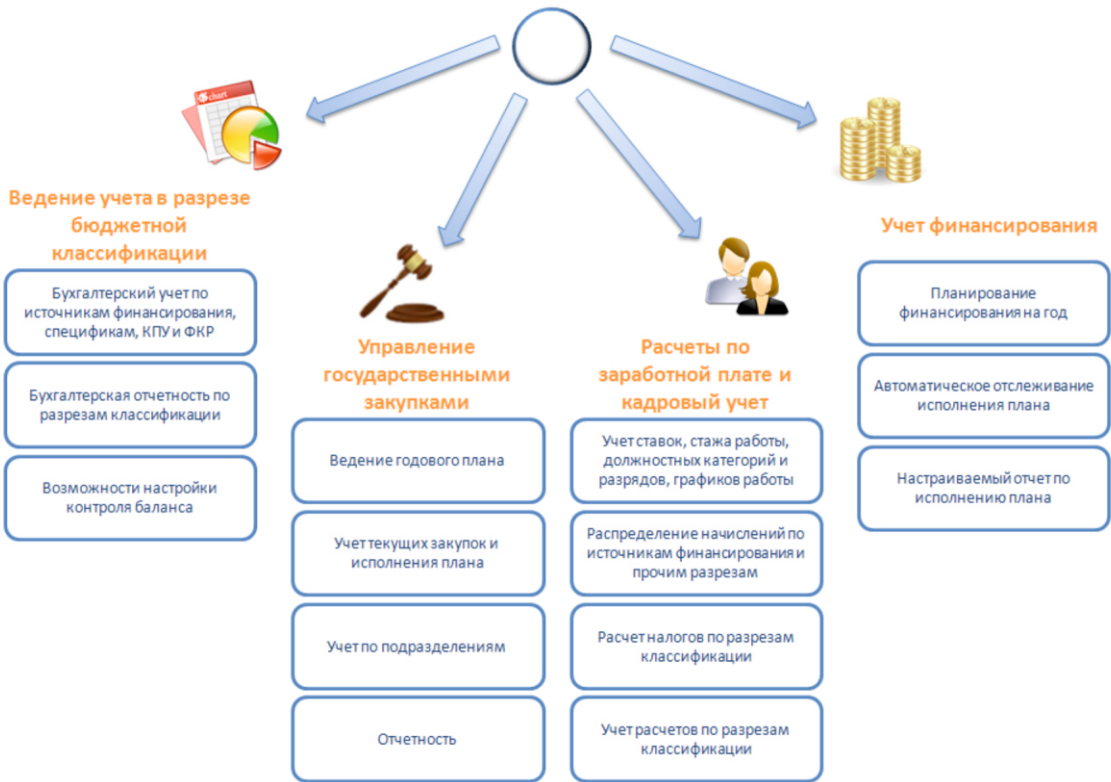 chart
Ведение учета в разрезе
бюджетной
классификации
Бухгалтерский учет по
источникам финансирования,
спецификам, КПУ и ФКР
Бухгалтерская отчетность по
разрезам классификации
Возможности настройки
контроля баланса
Управление
государственными
закупками
Ведение годового плана
Учет текущих закупок и
исполнения плана
Учет по подразделениям
Отчетность
Расчеты по
заработной плате и
кадровый учет
Учет ставок, стажа работы,
должностных категорий и
разрядов, графиков работы
Распределение начислений по
источникам финансирования и
прочим разрезам
Расчет налогов по разрезам
классификации
Учет расчетов по разрезам
классификации
Учет финансирования
Планирование
финансирования на год
Автоматическое отслеживание
исполнения плана
Настраиваемый отчет по
исполнению плана